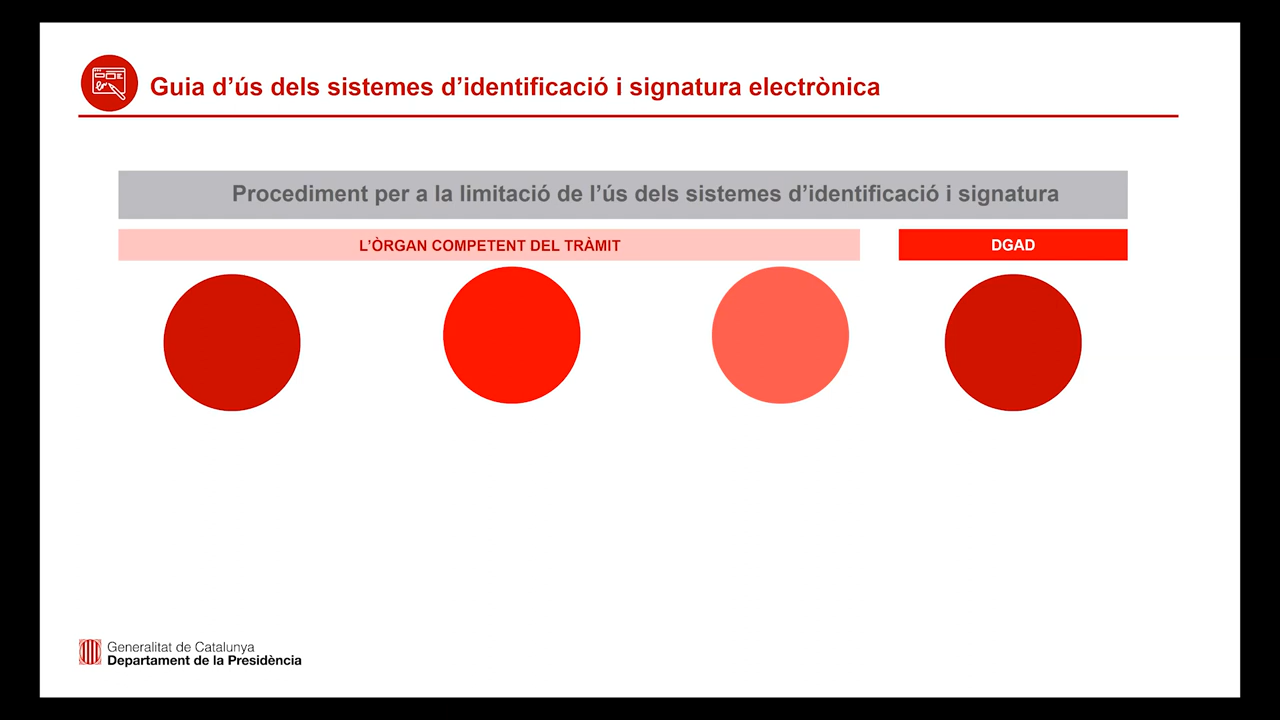 Guia d’ús dels sistemes d’identificació i signatura electrònica
Procediment per a la limitació de l’ús dels sistemes d’identificació i signatura
L’ÒRGAN COMPETENT DEL TRÀMIT
DGAD
Generalitat de Catalunya
Departament de la Presidència